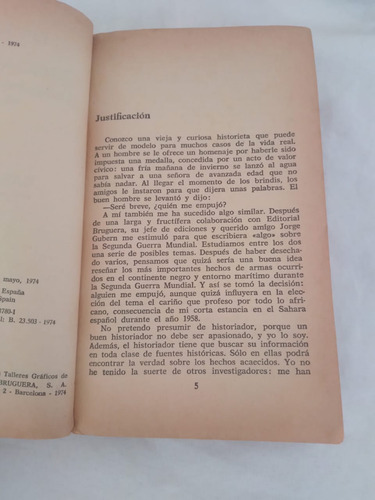 - 1974
mayo, 1974
España
Spain
3780-I
l: B. 23.503 - 1974
Talleres Gráficos de
BRUGUERA, S. A.
2 - Barcelona - 1974
Justificación
Conozco una vieja y curiosa historieta que puede
servir de modelo para muchos casos de la vida real.
A un hombre se le ofrece un homenaje por haberle sido
impuesta una medalla, concedida por un acto de valor
cívico: una fría mañana de invierno se lanzó al agua
para salvar a una señora de avanzada edad que no
sabía nadar. Al llegar el momento de los brindis, los
amigos le instaron para que dijera unas palabras. El
buen hombre se levantó y dijo:
—Seré breve, ¿quién me empujó?
A mí también me ha sucedido algo similar. Después
de una larga y fructífera colaboración con Editorial
Bruguera, su jefe de ediciones y querido amigo Jorge
Gubern me estimuló para que escribiera «algo» sobre
la Segunda Guerra Mundial. Estudiamos entre los dos
una serie de posibles temas. Después de haber desecha-
do varios, pensamos que sería una buena idea
reseñar los más importantes hechos de armas ocurri-
dos en el continente negro y entorno marítimo durante
la Segunda Guerra Mundial. Y así tomé la decisión:
alguien me empujó, aunque quizá influyera en la elec-
ción del tema el cariño que profeso por todo lo afri-
cano, consecuencia de mi corta estancia en el Sahara
español durante el año 1958.
No pretendo presumir de historiador, porque un
buen historiador no debe ser apasionado, y yo lo soy.
Además, el historiador tiene que buscar su información
en toda clase de fuentes históricas. Sólo en ellas podrá
encontrar la verdad sobre los hechos acaecidos. Yo no
he tenido la suerte de otros investigadores: me han
5